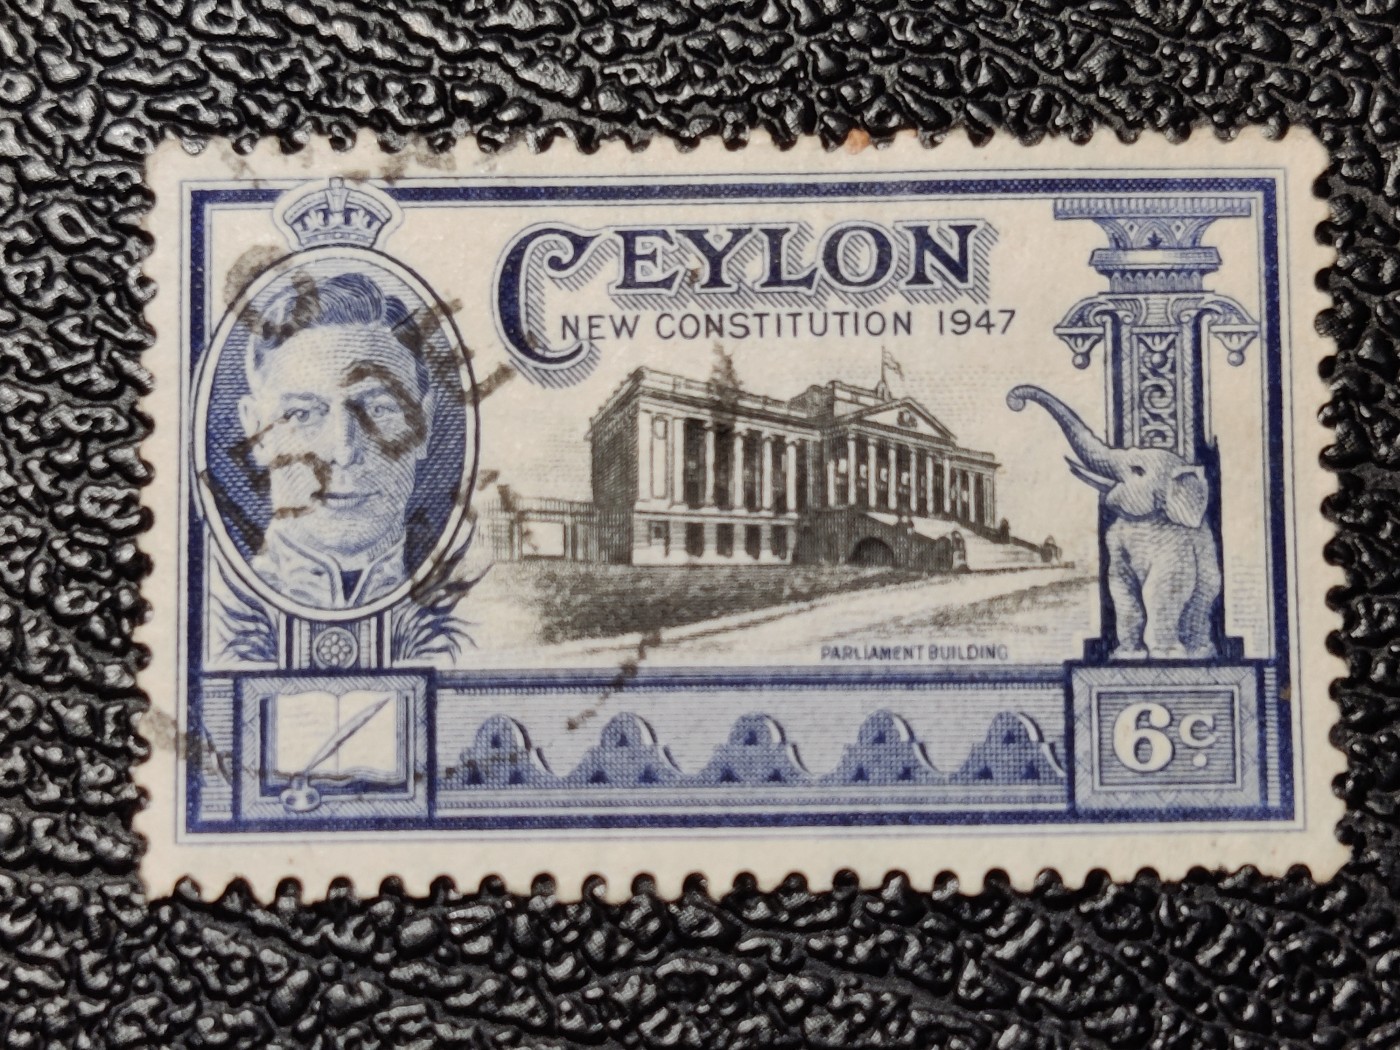 CEYLON
NEW CONSTITUTION 1947
PARLIAMENT BUILDING
6c.